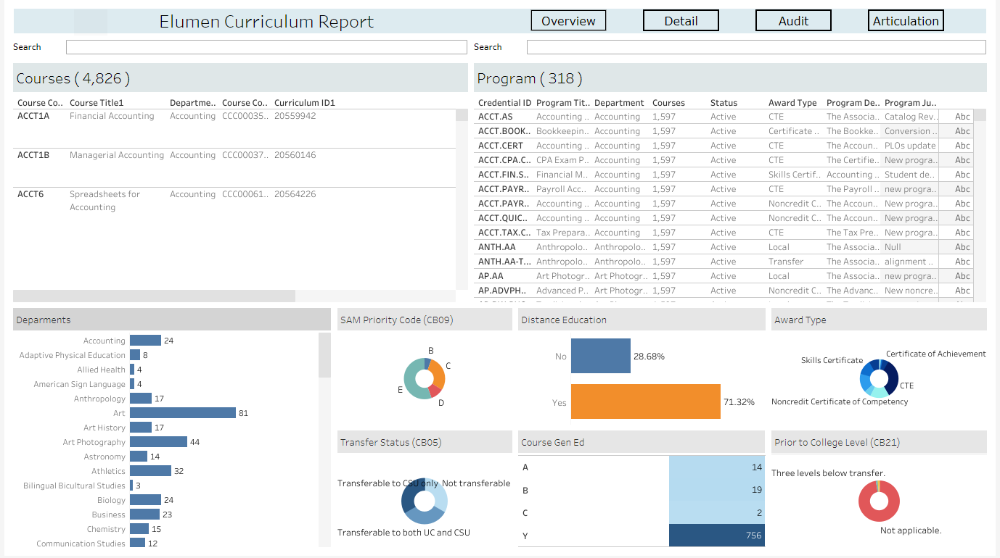 Elumen Curriculum Report
Overview
Detail
Audit
Articulation
Search
Search
Courses ( 4,826 )
Course Co.. Course Title1 Departme.. Course Co.. Curriculum ID1
ACCT1A Financial Accounting Accounting CCC00035.. 20559942
ACCT1B Managerial Accounting Accounting CCC00037.. 20560146
ACCT6 Spreadsheets for Accounting CCC00061.. 20564226
Accounting
Program ( 318 )
Credential ID Program Tit.. Department Courses Status Award Type Program De.. Program Ju..
ACCT.AS Accounting .. Accounting 1,597 Active CTE The Associa.. Catalog Rev.. Abc
ACCT.BOOK.. Bookkeepin.. Accounting 1,597 Active Certificate .. The Bookke.. Conversion .. Abc
ACCT.CERT Accounting .. Accounting 1,597 Active CTE The Accoun.. PLOs update Abc
ACCT.CPA.C.. CPA Exam P.. Accounting 1,597 Active CTE The Certifie.. New progra.. Abc
ACCT.FIN.S.. Financial M.. Accounting 1,597 Active Skills Certif.. Accounting .. Student de.. Abc
ACCT.PAYR.. Payroll Acc.. Accounting 1,597 Active CTE The Payroll .. new progra.. Abc
ACCT.PAYR.. Accounting .. Accounting 1,597 Active Noncredit C.. The Accoun.. New progra.. Abc
ACCT.QUIC.. Accounting .. Accounting 1,597 Active Noncredit C.. The Accoun.. New progra.. Abc
ACCT.TAX.C.. Tax Prepara.. Accounting 1,597 Active CTE The Tax Pre.. New progra.. Abc
ANTH.AA Anthropolo.. Anthropolo.. 1,597 Active Local The Associa.. Null Abc
ANTH.AA-T... Anthropolo.. Anthropolo.. 1,597 Active Transfer The Associa.. alignment .. Abc
AP.AA Art Photogr.. Art Photogr.. 1,597 Active Local The Associa.. new progra.. Abc
AP.ADVPH.. Advanced P.. Art Photogr.. 1,597 Active Noncredit C.. The Advanc.. New noncre.. Abc
Deparments
Accounting 24
Adaptive Physical Education 8
Allied Health 4
American Sign Language 4
Anthropology 17
Art 81
Art History 17
Art Photography 44
Astronomy 14
Athletics 32
Bilingual Bicultural Studies 3
Biology 24
Business 23
Chemistry 15
Communication Studies 12
SAM Priority Code (CB09)
B
C
E
D
Distance Education
No 28.68%
Yes 71.32%
Award Type
Certificate of Achievement
Skills Certificate
CTE
Noncredit Certificate of Competency
Transfer Status (CB05)
Transferable to CSU only Not transferable
Transferable to both UC and CSU
Course Gen Ed
A 14
B 19
C 2
Y 756
Prior to College Level (CB21)
Three levels below transfer.
Not applicable.